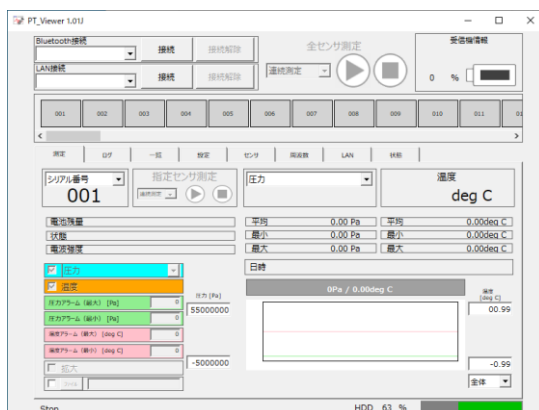 PT_Viewer 1.01J
Bluetooth接続
接続 接続解除
LAN接続
接続 接続解除
全センサ測定
連続測定
受信機情報
0 %
001 002 003 004 005 006 007 008 009 010 011
測定 ログ 一覧 設定 センサ 周波数 LAN 状態
シリアル番号
001
指定センサ測定
連続測定
圧力
温度
deg C
電池残量
状態
電波強度
平均 0.00 Pa 平均 0.00deg C
最小 0.00 Pa 最小 0.00deg C
最大 0.00 Pa 最大 0.00deg C
圧力
温度
圧力アラーム (最大) [Pa] 0
圧力アラーム (最小) [Pa] 0
温度アラーム (最大) [deg C] 0
温度アラーム (最小) [deg C] 0
拡大
日時
圧力 [Pa]
55000000
-5000000
0Pa / 0.00deg C
温度
[deg C]
00.99
-0.99
全体
Stop
HDD 63 %